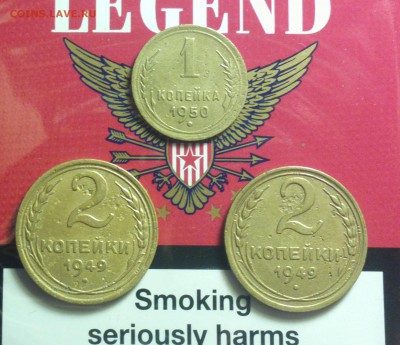 COINS.LAVE.RU
LEGEND
1
КОПЕЙКА
1950
2
КОПЕЙКИ
1949
2
КОПЕЙКИ
1949
Smoking
seriously harms